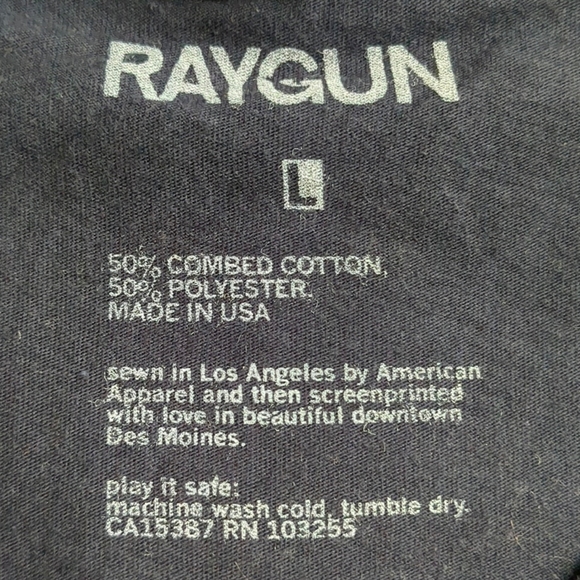 RAYGUN
L
50% COMBED COTTON,
50% POLYESTER.
MADE IN USA
sewn in Los Angeles by American
Apparel and then screenprinted
with love in beautiful downtown
Des Moines.
play it safe:
machine wash cold, tumble dry.
CA15387 RN 103255